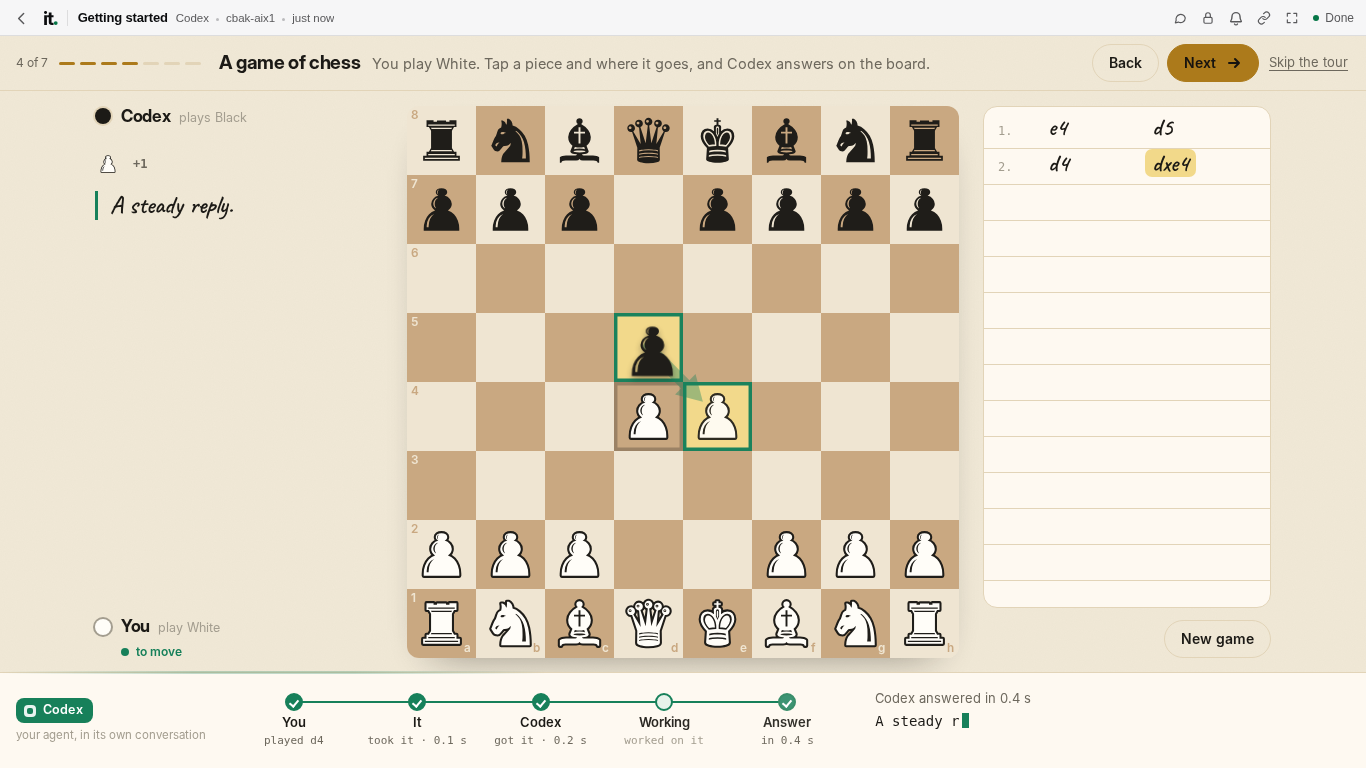 it. Getting started Codex • cbak-aix1 • just now Done
4 of 7 A game of chess You play White. Tap a piece and where it goes, and Codex answers on the board. Back Next Skip the tour
Codex plays Black
+1
A steady reply.
8
7
6
5
4
3
2
1
a b c d e f g h
1. e4 d5
2. d4 dxe4
You play White
to move
New game
Codex
your agent, in its own conversation
You It Codex Working Answer
played d4 took it · 0.1 s got it · 0.2 s worked on it in 0.4 s
Codex answered in 0.4 s
A steady r